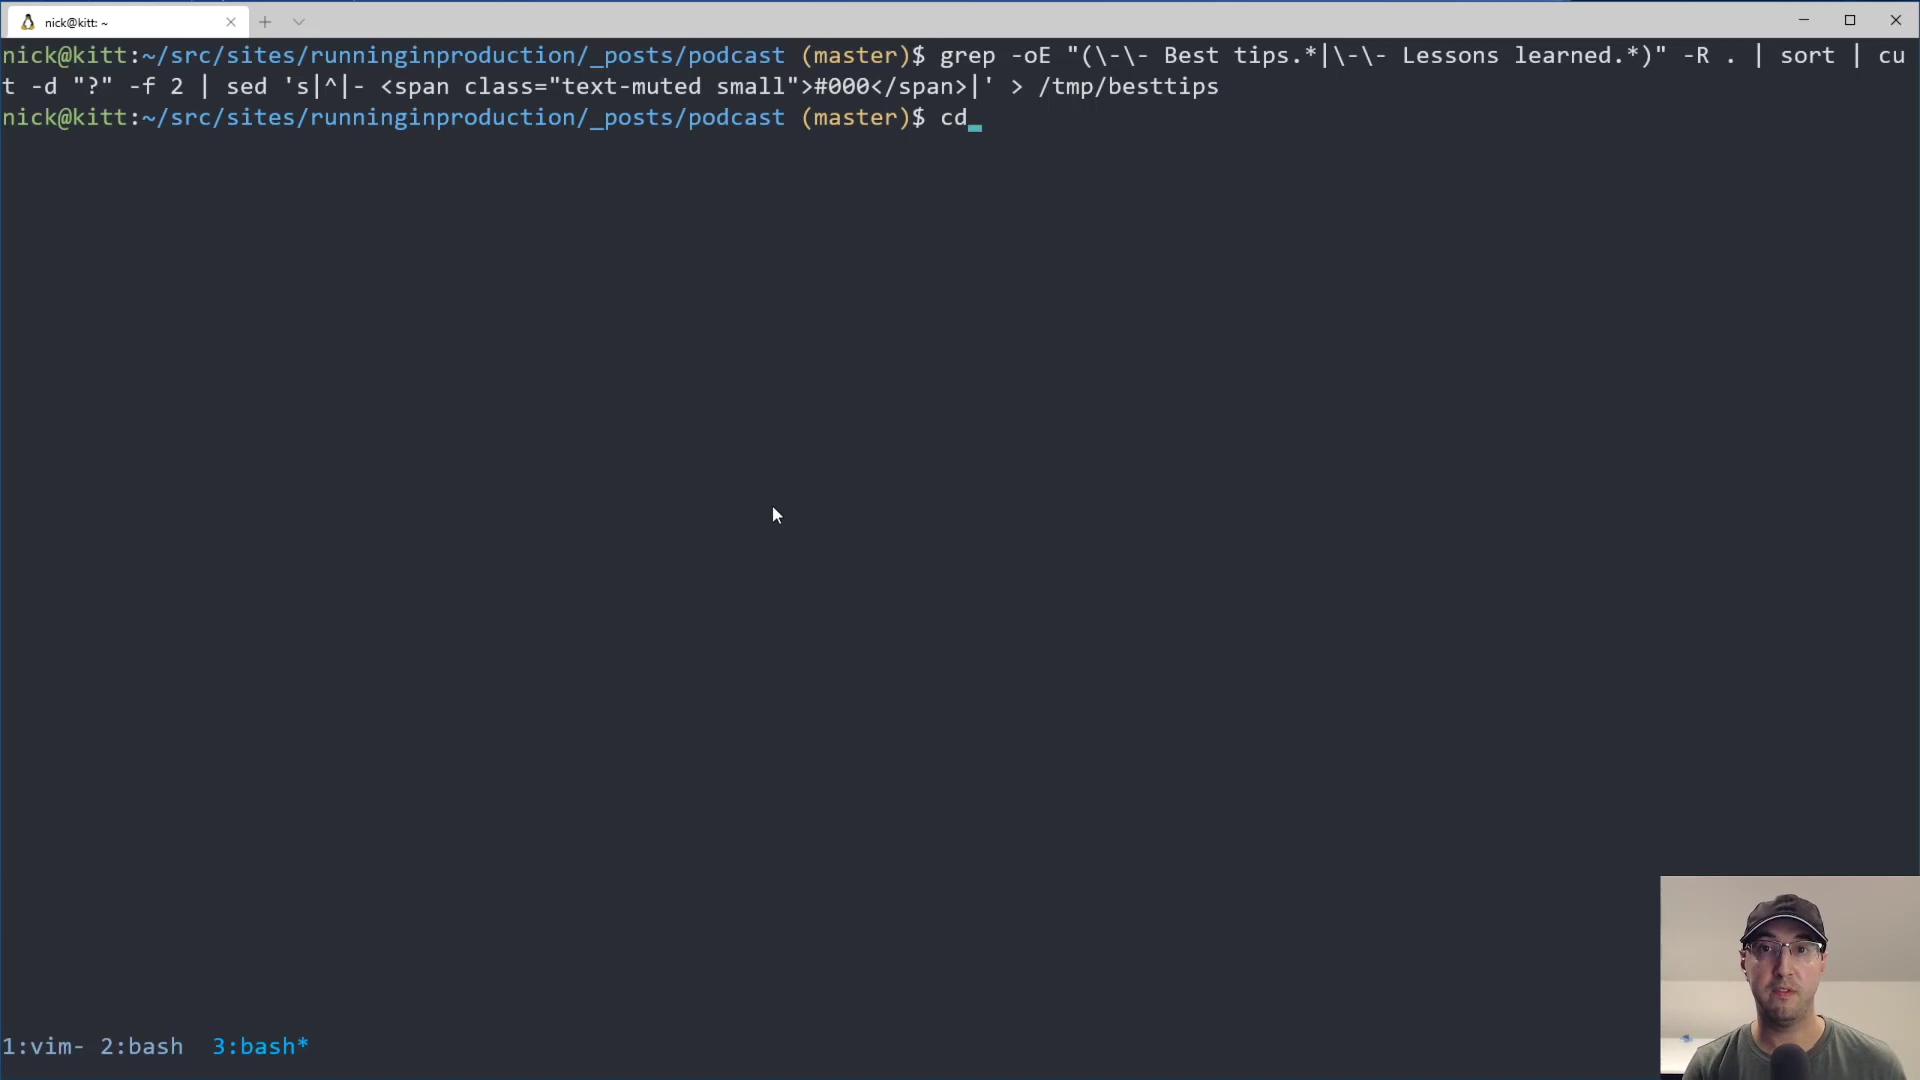 nick@kitt: ~
nick@kitt:~/src/sites/runninginproduction/_posts/podcast (master)$ grep -oE "(\-\- Best tips.*|\-\- Lessons learned.*)" -R . | sort | cu
t -d "?" -f 2 | sed 's|^|- <span class="text-muted small">#000</span>|' > /tmp/besttips
nick@kitt:~/src/sites/runninginproduction/_posts/podcast (master)$ cd
1:vim- 2:bash  3:bash*